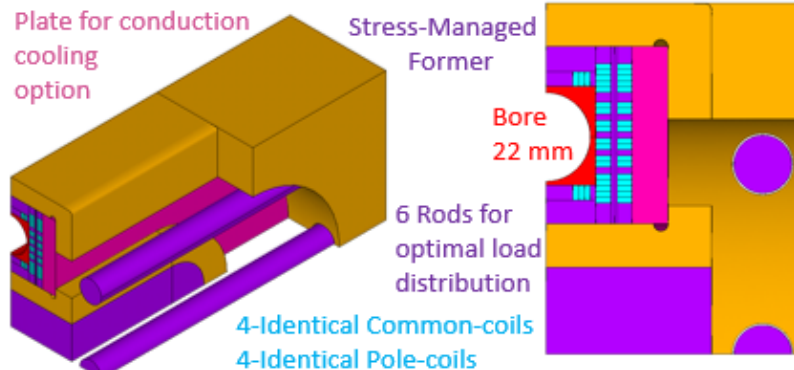 Plate for conduction
cooling
option
Stress-Managed
Former
Bore
22 mm
6 Rods for
optimal load
distribution
4-Identical Common-coils
4-Identical Pole-coils